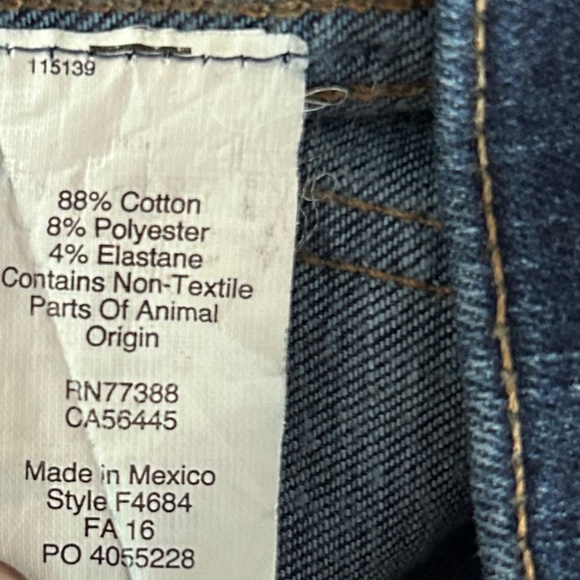 115139
88% Cotton
8% Polyester
4% Elastane
Contains Non-Textile
Parts Of Animal
Origin
RN77388
CA56445
Made in Mexico
Style F4684
FA 16
PO 4055228